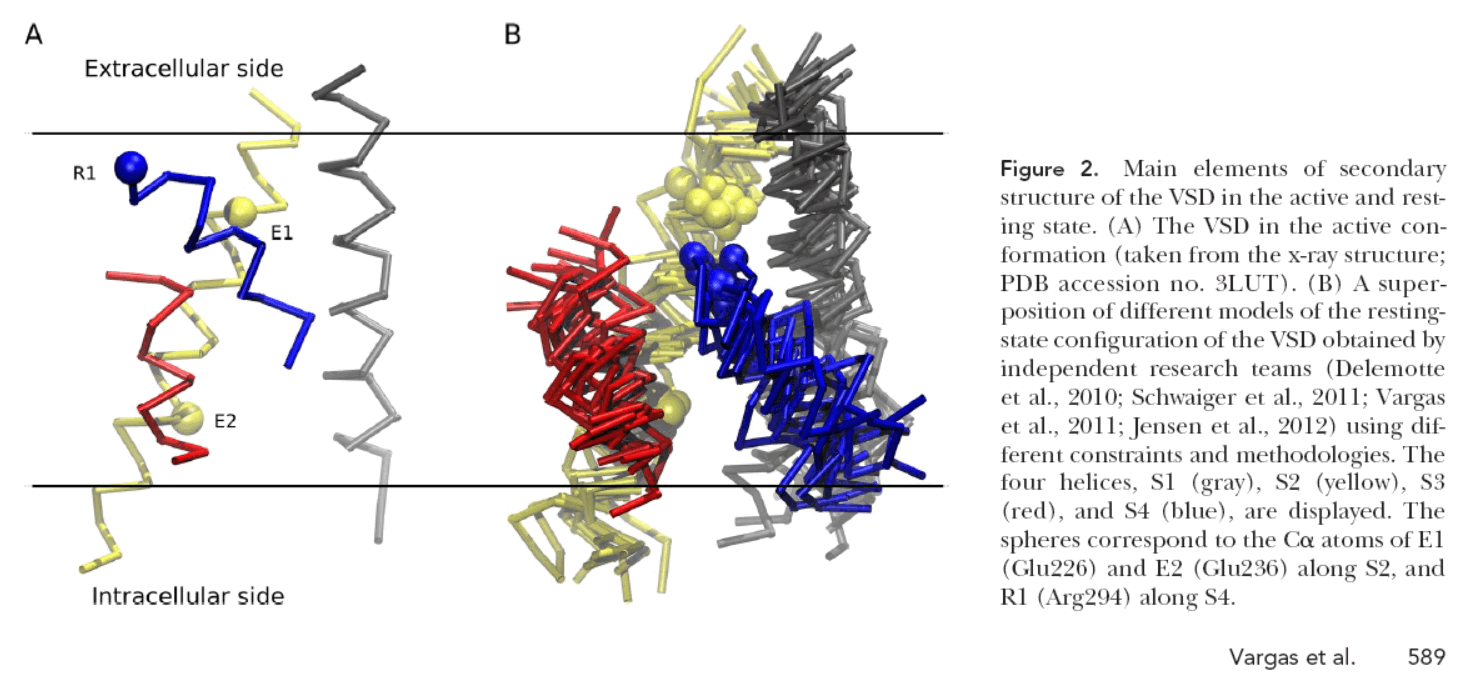 A
B
Extracellular side
R1
E1
E2
Intracellular side
Figure 2. Main elements of secondary
structure of the VSD in the active and rest-
ing state. (A) The VSD in the active con-
formation (taken from the x-ray structure;
PDB accession no. 3LUT). (B) A super-
position of different models of the resting-
state configuration of the VSD obtained by
independent research teams (Delemotte
et al., 2010; Schwaiger et al., 2011; Vargas
et al., 2011; Jensen et al., 2012) using dif-
ferent constraints and methodologies. The
four helices, S1 (gray), S2 (yellow), S3
(red), and S4 (blue), are displayed. The
spheres correspond to the Cα atoms of E1
(Glu226) and E2 (Glu236) along S2, and
R1 (Arg294) along S4.
Vargas et al. 589